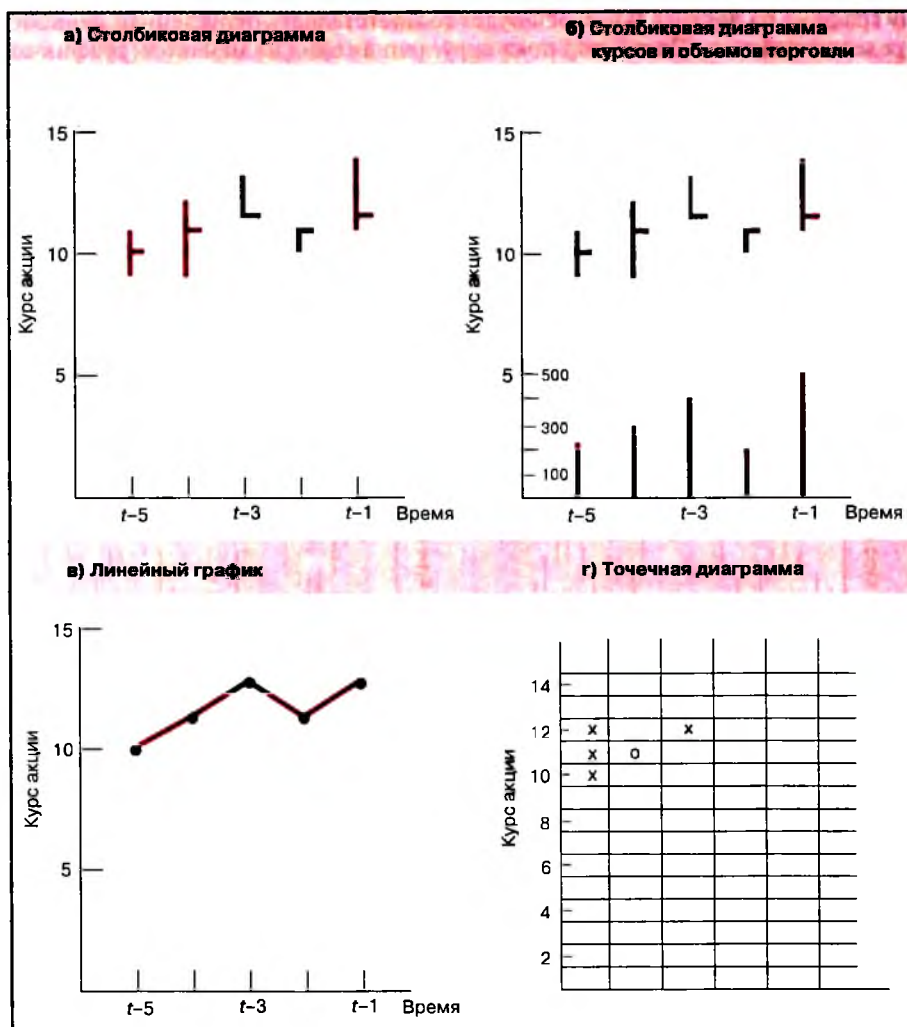 а) Столбиковая диаграмма
б) Столбиковая диаграмма
курсов и объемов торговли
Курс акции
15
10
5
t–5
t–3
t–1
Время
Курс акции
15
10
5
500
300
100
t–5
t–3
t–1
Время
в) Линейный график
г) Точечная диаграмма
Курс акции
15
10
5
t–5
t–3
t–1
Время
Курс акции
14
12
10
8
6
4
2
x
x
x
o
x